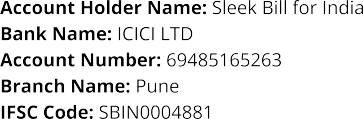 Account Holder Name: Sleek Bill for India
Bank Name: ICICI LTD
Account Number: 69485165263
Branch Name: Pune
IFSC Code: SBIN0004881